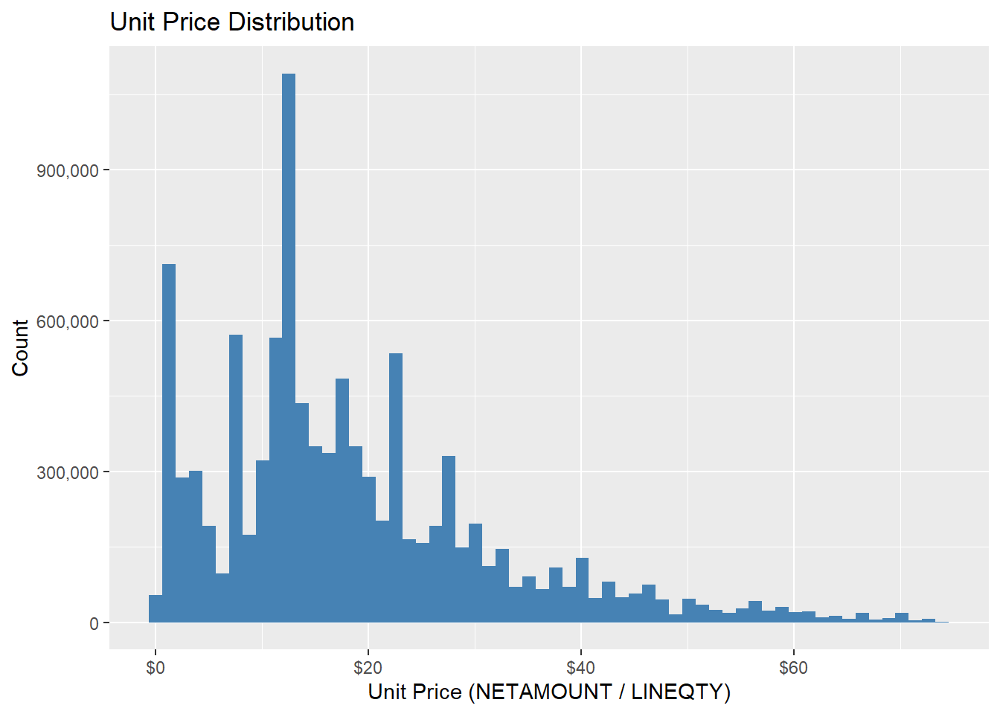 Unit Price Distribution
Count
900,000
600,000
300,000
0
$0 $20 $40 $60
Unit Price (NETAMOUNT / LINEQTY)